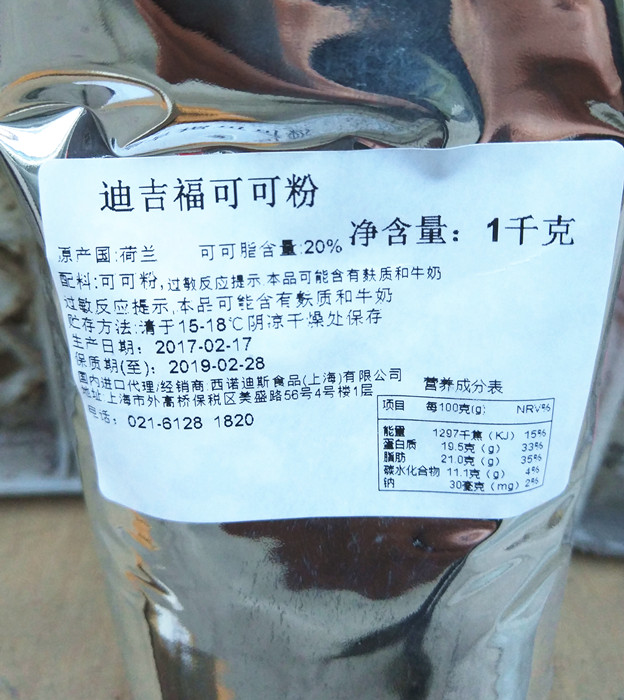 迪吉福可可粉
净含量： 1千克
原产国:荷兰 可可脂含量:20%
配料:可可粉,过敏反应提示.本品可能含有麸质和牛奶
过敏反应提示.本品可能含有麸质和牛奶
贮存方法:请于15-18℃阴凉干燥处保存
生产日期：2017-02-17
保质期(至)：2019-02-28
国内进口代理/经销商 西诺迪斯食品(上海)有限公司
地址 上海市外高桥保税区美盛路56号4号楼1层
电话：021-6128 1820
营养成分表
项目 每100克(g) NRV%
能量 1297千焦（KJ）15%
蛋白质 19.5克（g）33%
脂肪 21.0克（g）35%
碳水化合物 11.1克（g）4%
钠 30毫克（mg）2%